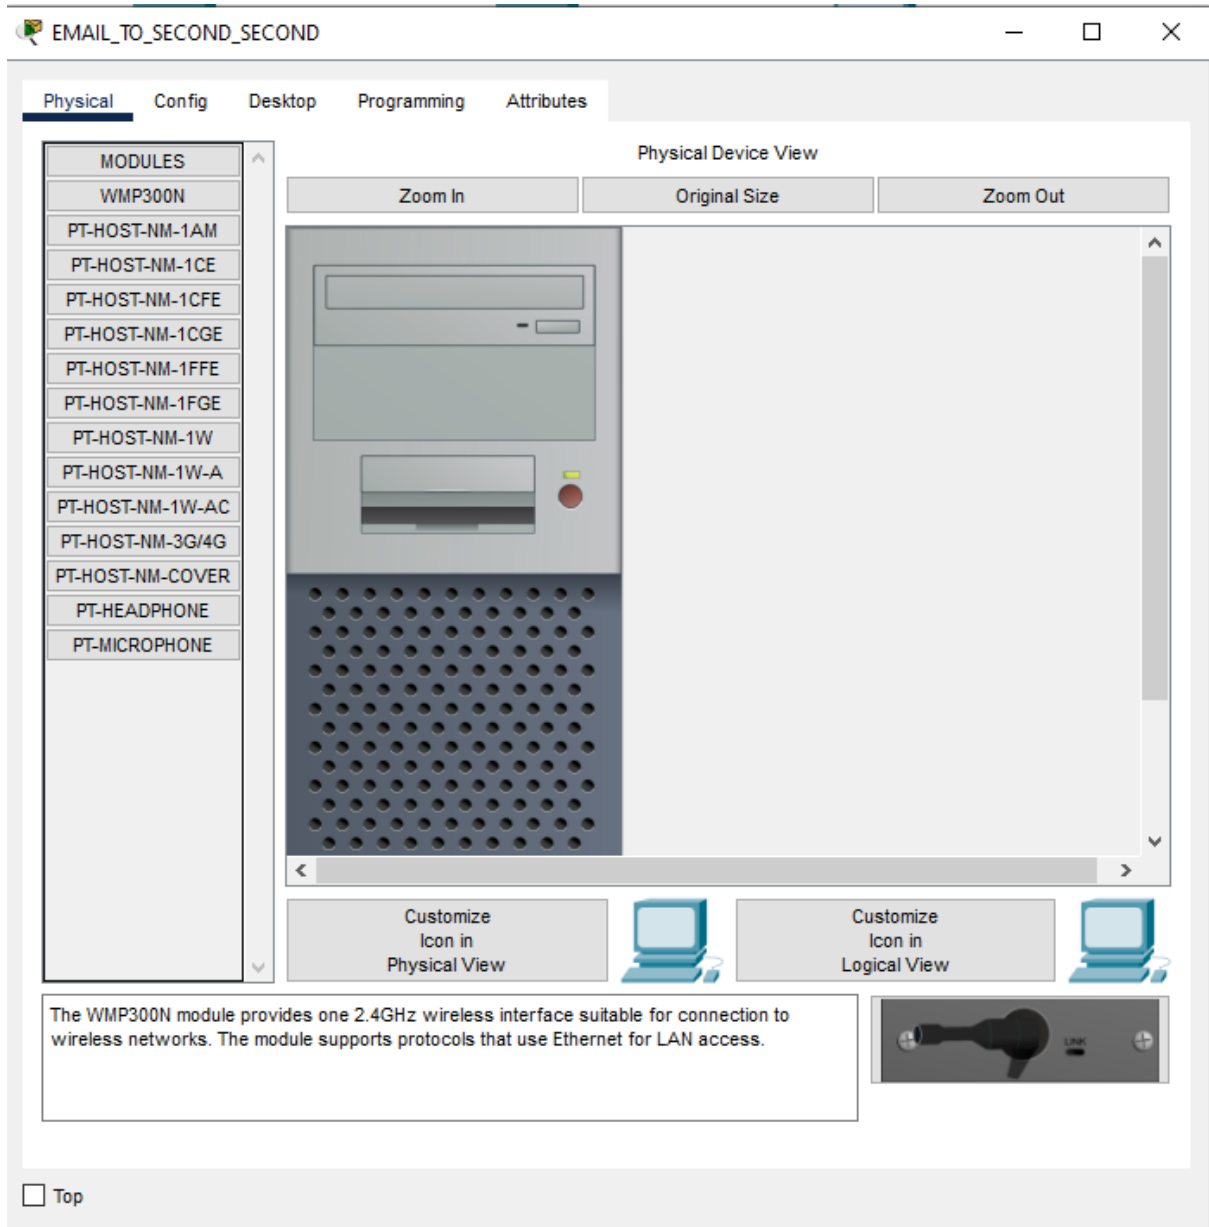 EMAIL_TO_SECOND_SECOND
Physical Config Desktop Programming Attributes
MODULES
WMP300N
PT-HOST-NM-1AM
PT-HOST-NM-1CE
PT-HOST-NM-1CFE
PT-HOST-NM-1CGE
PT-HOST-NM-1FFE
PT-HOST-NM-1FGE
PT-HOST-NM-1W
PT-HOST-NM-1W-A
PT-HOST-NM-1W-AC
PT-HOST-NM-3G/4G
PT-HOST-NM-COVER
PT-HEADPHONE
PT-MICROPHONE
Physical Device View
Zoom In Original Size Zoom Out
Customize
Icon in
Physical View
Customize
Icon in
Logical View
The WMP300N module provides one 2.4GHz wireless interface suitable for connection to
wireless networks. The module supports protocols that use Ethernet for LAN access.
LINK
Top